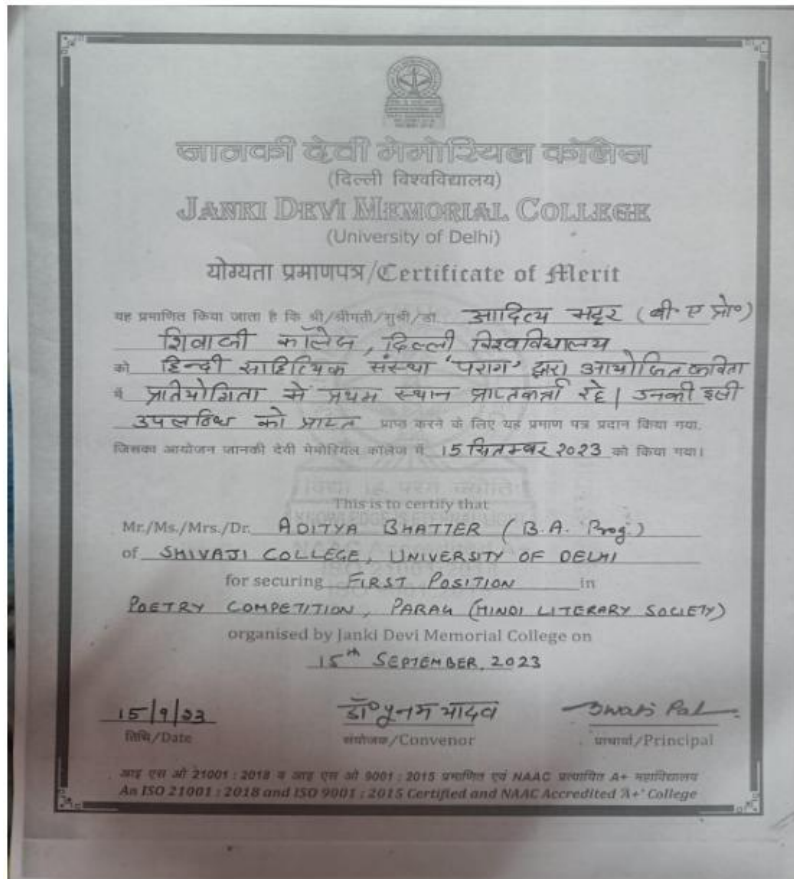 जानकी देवी मेमोरियल कॉलेज
(दिल्ली विश्वविद्यालय)
JANKI DEVI MEMORIAL COLLEGE
(University of Delhi)
योग्यता प्रमाणपत्र/Certificate of Merit
यह प्रमाणित किया जाता है कि श्री/श्रीमती/सुश्री/डा. आदित्य भट्टर (बी ए प्रो०)
शिवाजी कॉलेज, दिल्ली विश्वविद्यालय
को हिन्दी साहित्यिक संस्था 'पराग' द्वारा आयोजित कविता
में प्रतियोगिता से प्रथम स्थान प्राप्तकर्ता रहे। उनकी इसी
उपलब्धि को प्राप्त प्राप्त करने के लिए यह प्रमाण पत्र प्रदान किया गया.
जिसका आयोजन जानकी देवी मेमोरियल कॉलेज में 15 सितम्बर 2023 को किया गया।
This is to certify that
Mr./Ms./Mrs./Dr. ADITYA BHATTER (B.A. Prog.)
of SHIVAJI COLLEGE, UNIVERSITY OF DELHI
for securing FIRST POSITION in
POETRY COMPETITION, PARAG (HINDI LITERARY SOCIETY)
organised by Janki Devi Memorial College on
15th SEPTEMBER, 2023
15/9/23 डॉ० पूनम यादव Swati Pal
तिथि/Date संयोजक/Convenor प्राचार्या/Principal
आइ एस ओ 21001 : 2018 व आइ एस ओ 9001 : 2015 प्रमाणित एवं NAAC प्रत्यायित A+ महाविद्यालय
An ISO 21001 : 2018 and ISO 9001 : 2015 Certified and NAAC Accredited 'A+' College